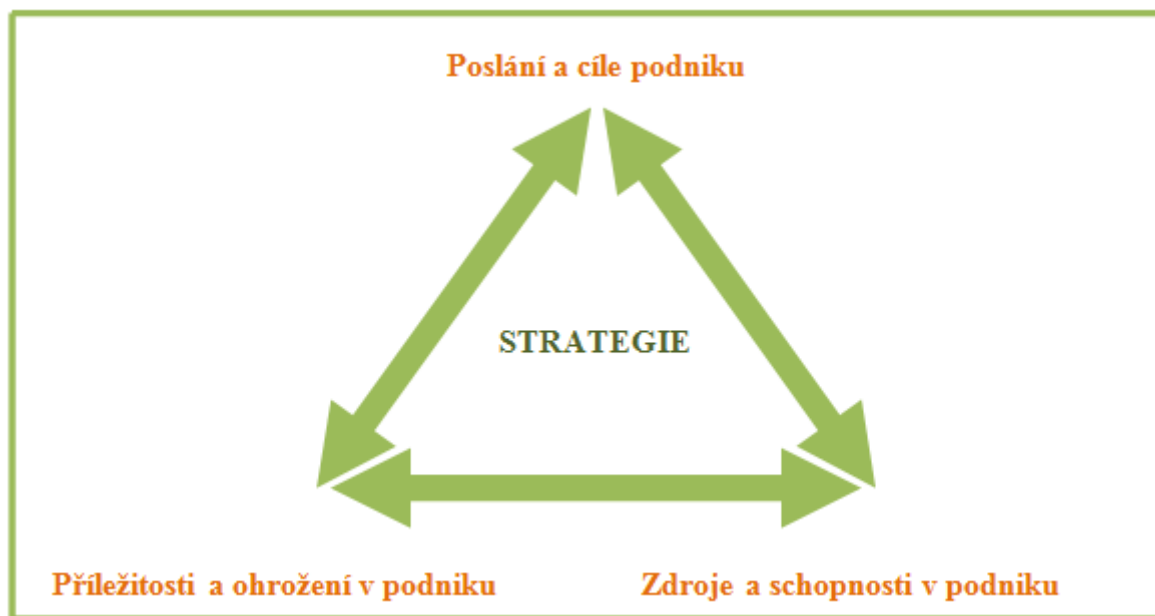 Poslání a cíle podniku
STRATEGIE
Příležitosti a ohrožení v podniku
Zdroje a schopnosti v podniku